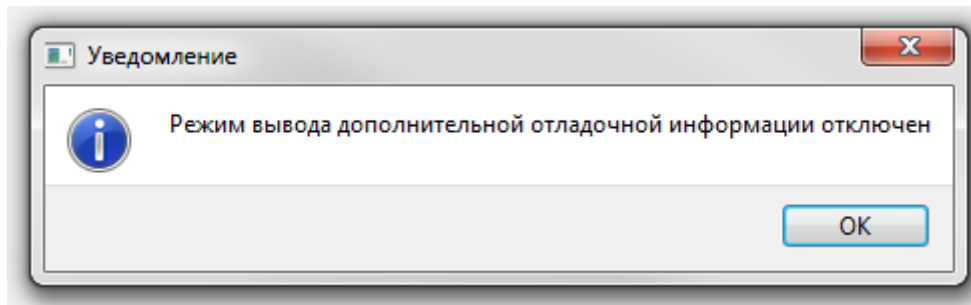 Уведомление
Режим вывода дополнительной отладочной информации отключен
OK